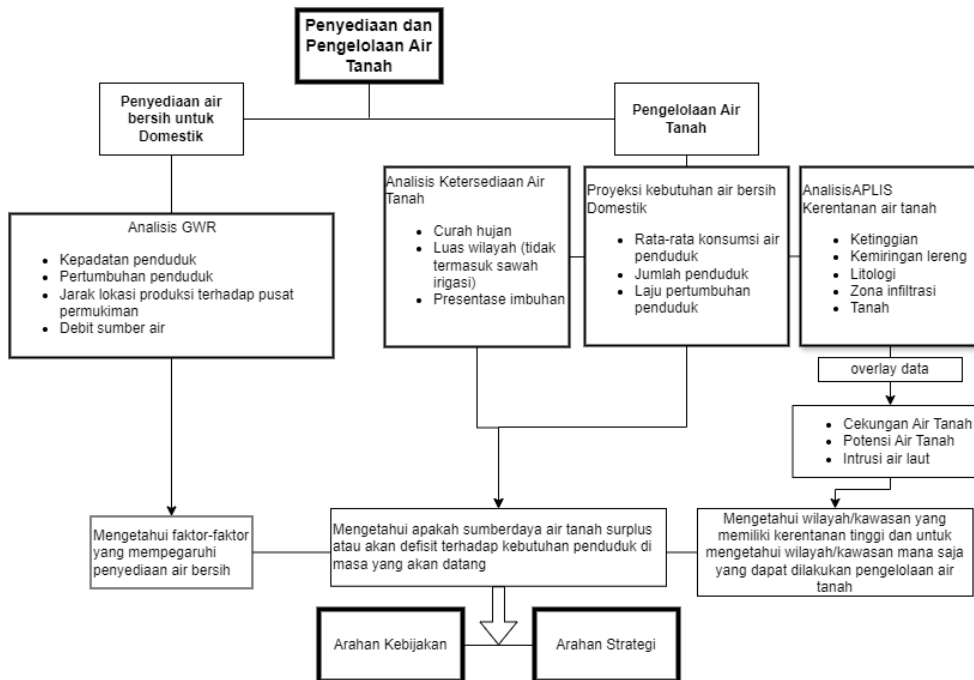 Penyediaan dan
Pengelolaan Air
Tanah
Penyediaan air
bersih untuk
Domestik
Pengelolaan Air
Tanah
Analisis GWR
• Kepadatan penduduk
• Pertumbuhan penduduk
• Jarak lokasi produksi terhadap pusat
permukiman
• Debit sumber air
Analisis Ketersediaan Air
Tanah
• Curah hujan
• Luas wilayah (tidak
termasuk sawah
irigasi)
• Presentase imbuhan
Proyeksi kebutuhan air bersih
Domestik
• Rata-rata konsumsi air
penduduk
• Jumlah penduduk
• Laju pertumbuhan
penduduk
AnalisisAPLIS
Kerentanan air tanah
• Ketinggian
• Kemiringan lereng
• Litologi
• Zona infiltrasi
• Tanah
overlay data
• Cekungan Air Tanah
• Potensi Air Tanah
• Intrusi air laut
Mengetahui faktor-faktor
yang mempegaruhi
penyediaan air bersih
Mengetahui apakah sumberdaya air tanah surplus
atau akan defisit terhadap kebutuhan penduduk di
masa yang akan datang
Mengetahui wilayah/kawasan yang
memiliki kerentanan tinggi dan untuk
mengetahui wilayah/kawasan mana saja
yang dapat dilakukan pengelolaan air
tanah
Arahan Kebijakan
Arahan Strategi